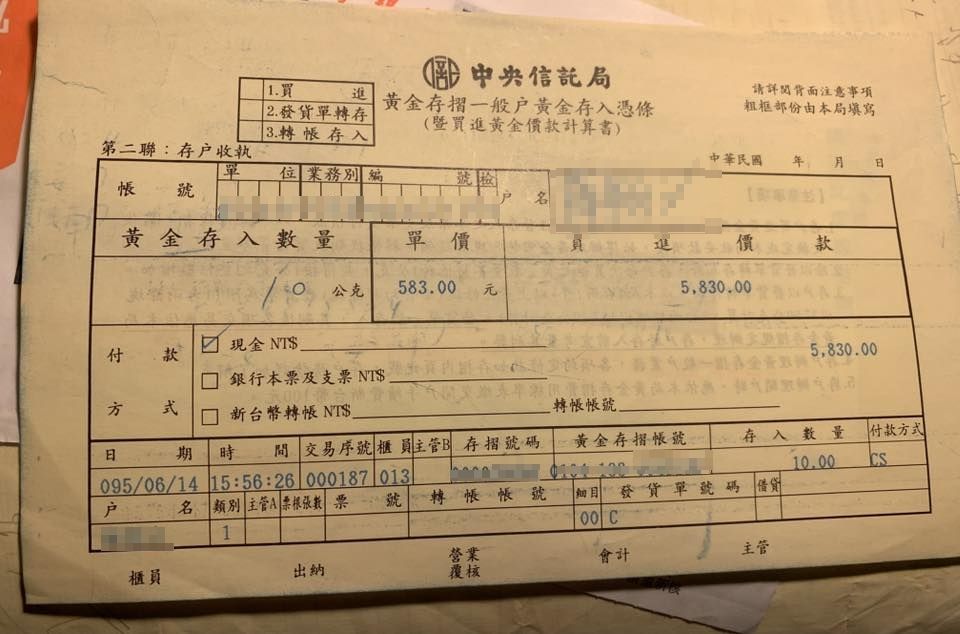 中央信託局
黃金存摺一般户黃金存入憑條
(暨買進黃金價款計算書)
1.買進
2.發貨單轉存
3.轉帳存入
請詳閱背面注意事項
粗框部份由本局填寫
第二聯：存户收執
中華民國 年 月 日
帳號 單位 業務別 編號 檢 户名
黃金存入數量 單價 買進價款
10 公克 583.00 元 5,830.00
付款方式
☑ 現金 NT$ 5,830.00
☐ 銀行本票及支票 NT$
☐ 新台幣轉帳 NT$ 轉帳帳號
日期 時間 交易序號 櫃員 主管B 存摺號碼 黃金存摺帳號 存入數量 付款方式
095/06/14 15:56:26 000187 013 10.00 CS
户名 類別 主管A 票根張數 票號 轉帳帳號 細目 發貨單號碼 借貸
1 00 C
櫃員 出納 營業覆核 會計 主管